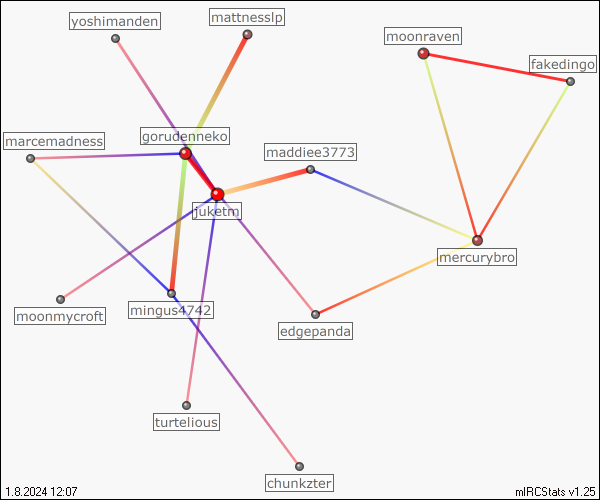 yoshimanden
mattnesslp
moonraven
fakedingo
gorudenneko
marcemadness
maddiee3773
juketm
mercurybro
moonmycroft
mingus4742
edgepanda
turtelious
chunkzter
1.8.2024 12:07
mIRCStats v1.25